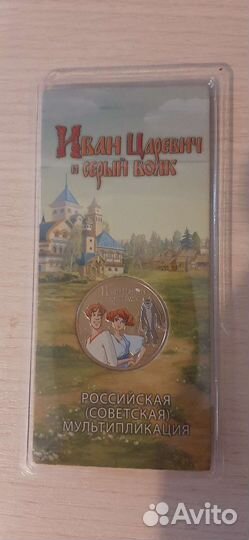 Иван Царевич
и серый волк
РОССИЙСКАЯ
(СОВЕТСКАЯ)
МУЛЬТИПЛИКАЦИЯ
Avito